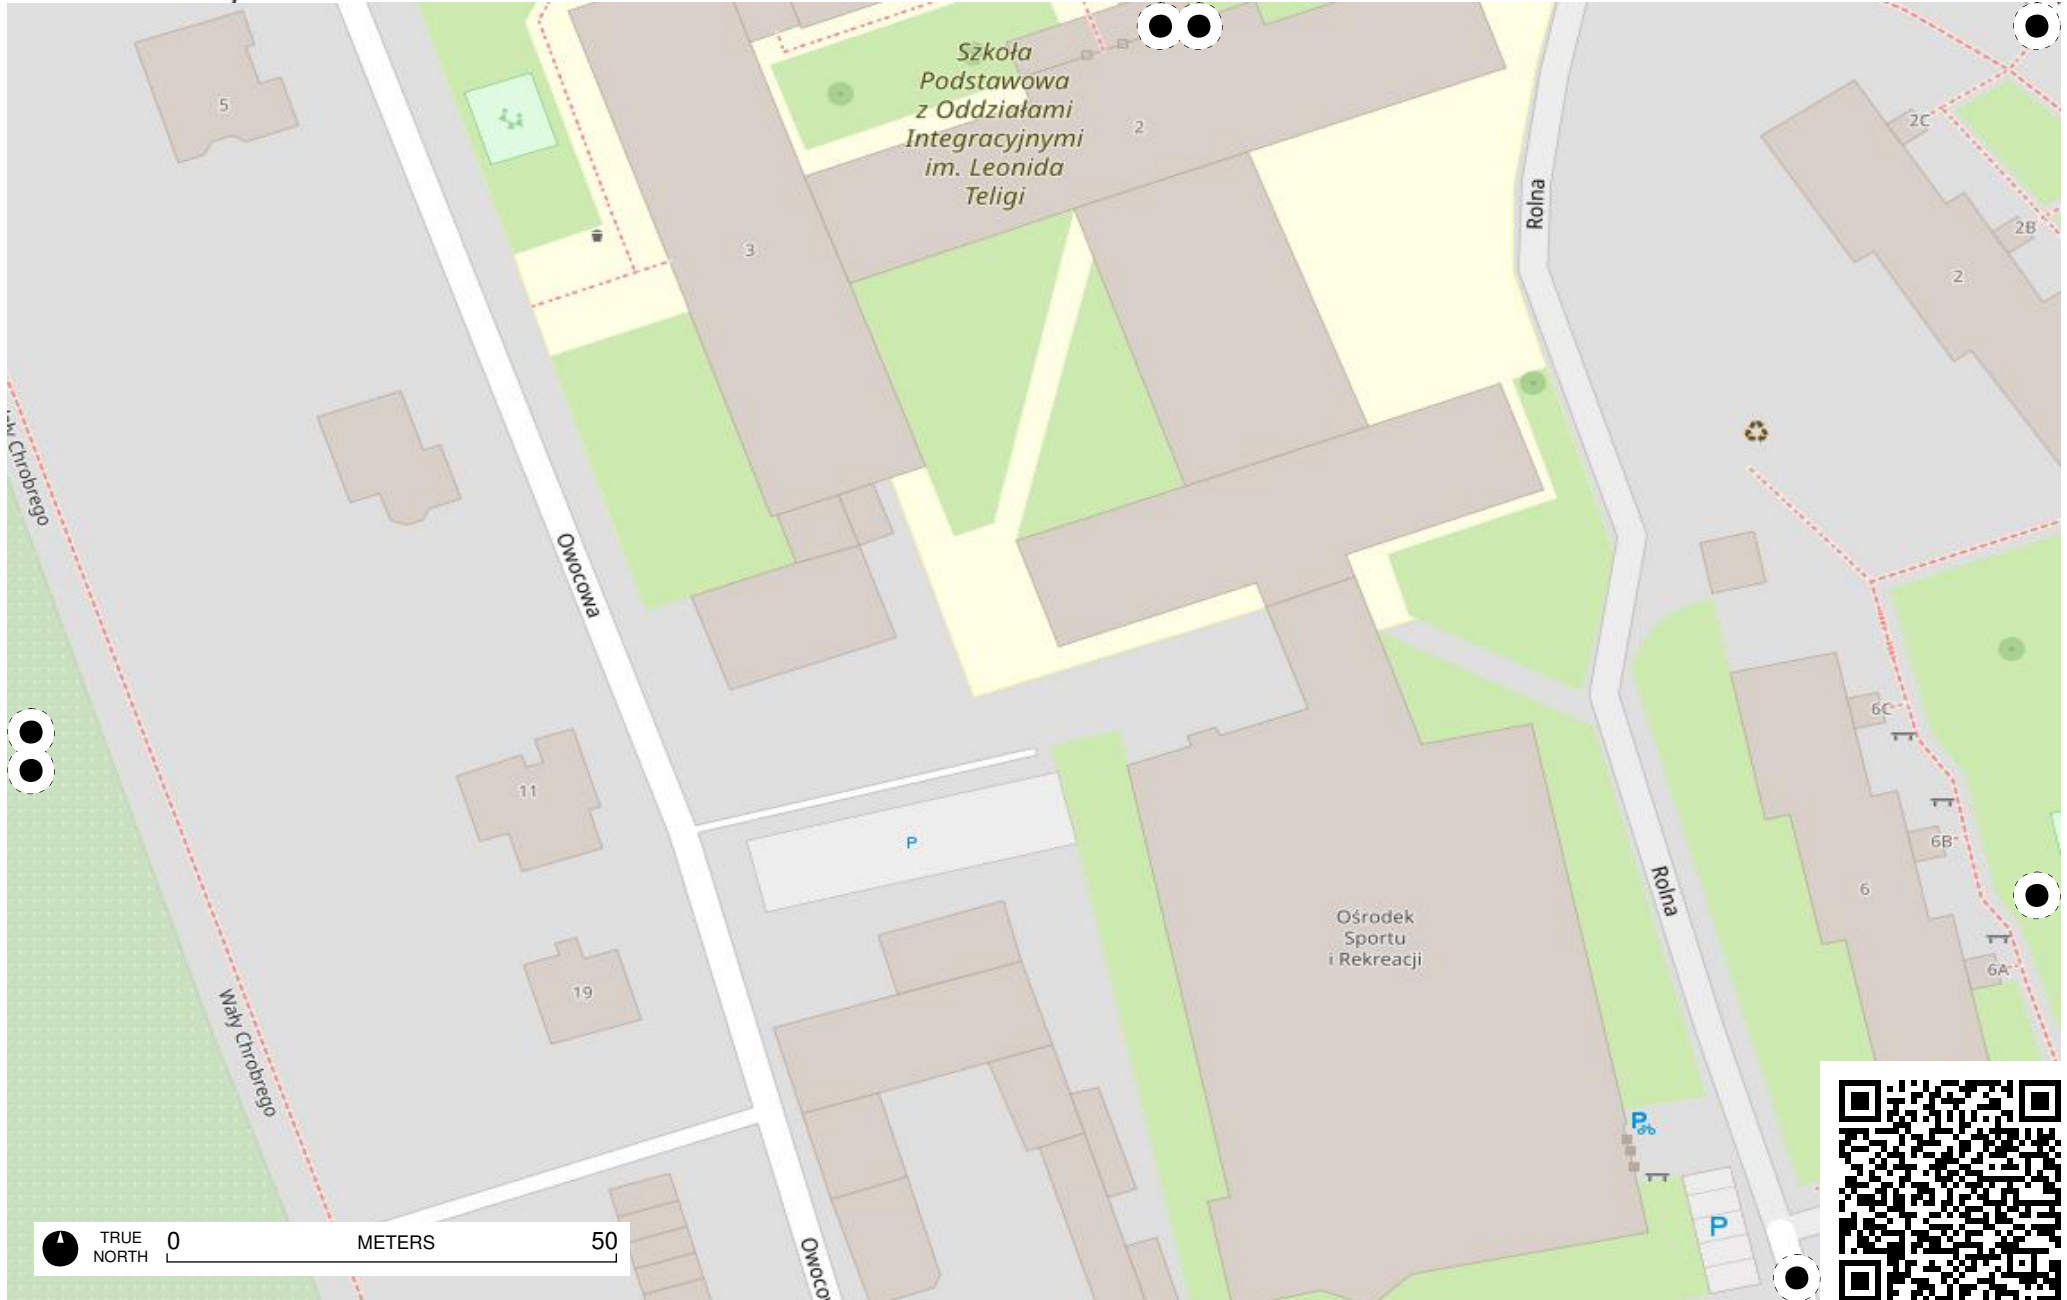 Szkoła
Podstawowa
z Oddziałami
Integracyjnymi
im. Leonida
Teligi
5
2
2C
Rolna
2B
3
2
Chrobrego
Owocowa
6C
11
P
6B
6
Rolna
Ośrodek
Sportu
i Rekreacji
6A
19
Wały Chrobrego
P
P
TRUE
NORTH
0
METERS
50